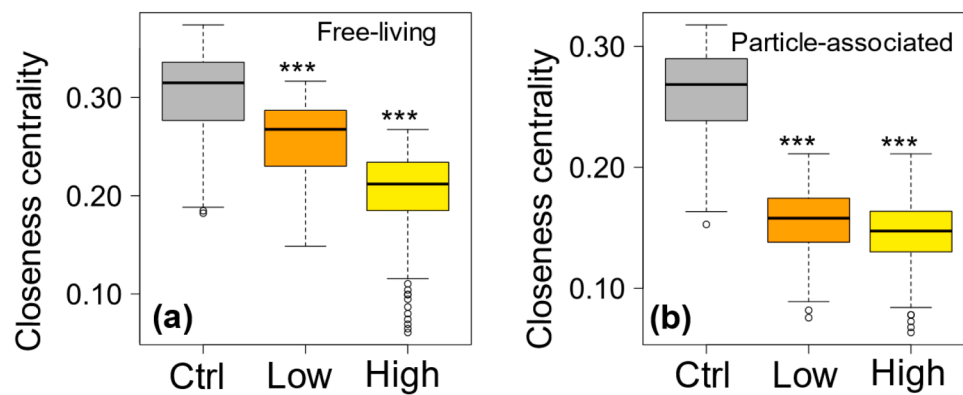 Closeness centrality
0.30
0.20
0.10
Free-living
***
***
(a)
Ctrl Low High
Closeness centrality
0.30
0.20
0.10
Particle-associated
*** ***
(b)
Ctrl Low High